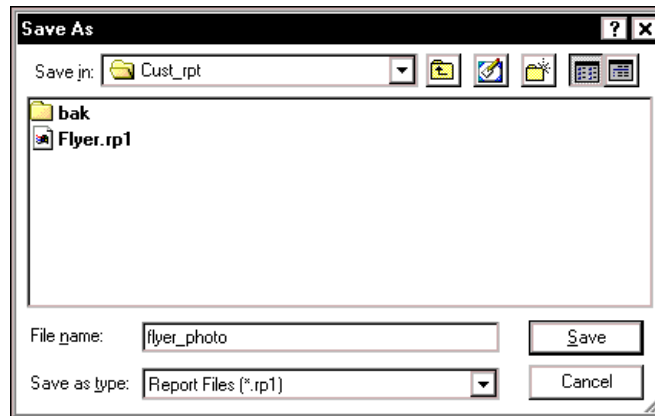 Save As
Save in: Cust_rpt
bak
Flyer.rp1
File name: flyer_photo Save
Save as type: Report Files (*.rp1) Cancel